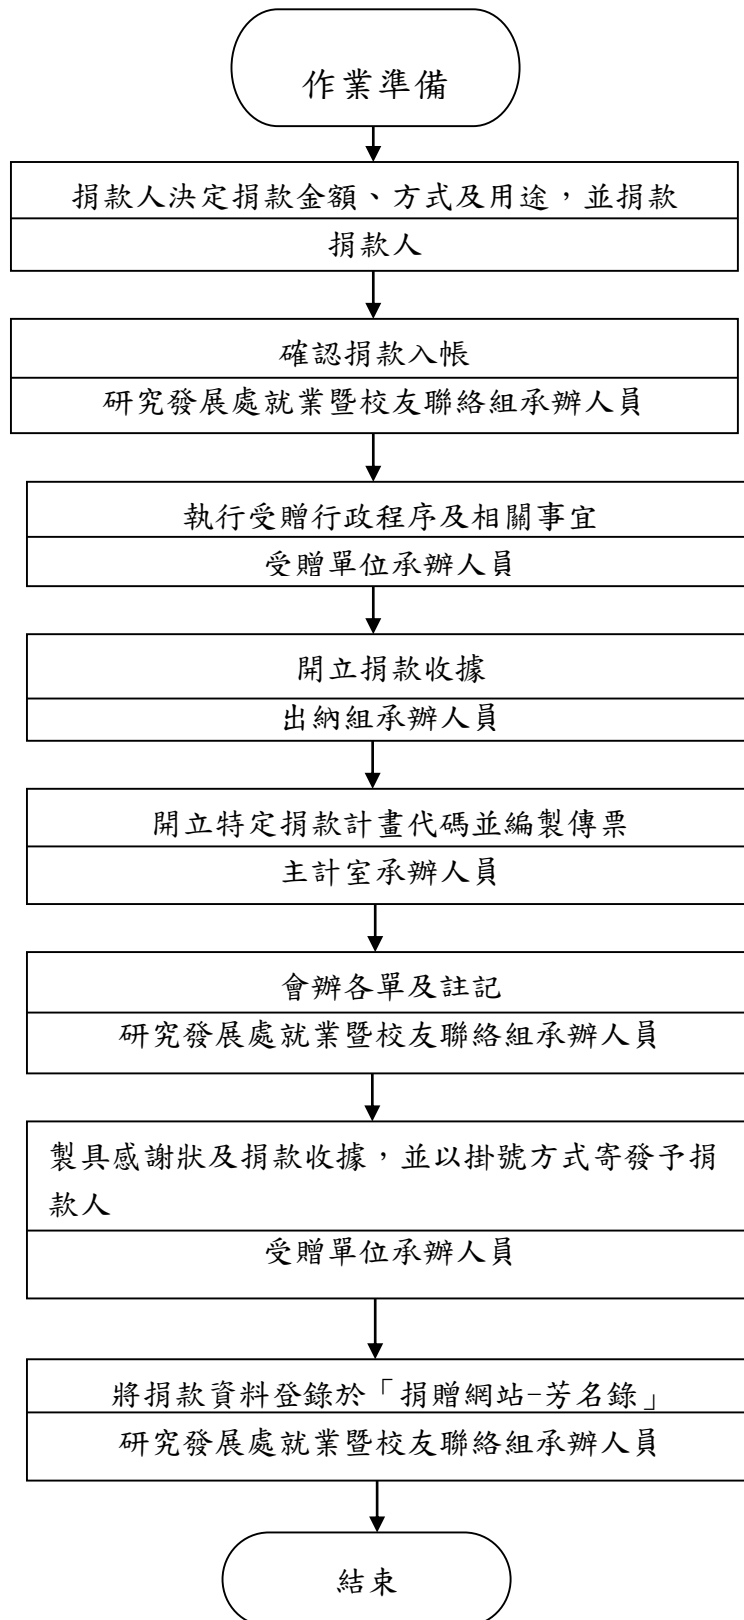 作業準備
捐款人決定捐款金額、方式及用途，並捐款
捐款人
確認捐款入帳
研究發展處就業暨校友聯絡組承辦人員
執行受贈行政程序及相關事宜
受贈單位承辦人員
開立捐款收據
出納組承辦人員
開立特定捐款計畫代碼並編製傳票
主計室承辦人員
會辦各單及註記
研究發展處就業暨校友聯絡組承辦人員
製具感謝狀及捐款收據，並以掛號方式寄發予捐
款人
受贈單位承辦人員
將捐款資料登錄於「捐贈網站-芳名錄」
研究發展處就業暨校友聯絡組承辦人員
結束